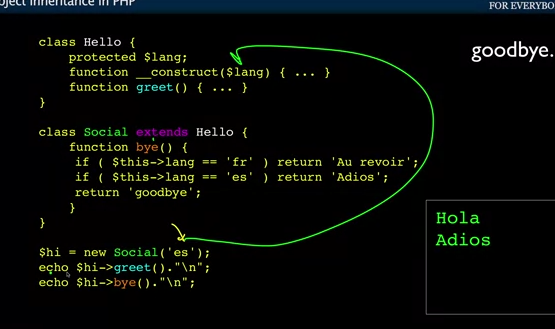 Object Inheritance in PHP
FOR EVERYBO
goodbye.
class Hello {
    protected $lang;
    function __construct($lang) { ... }
    function greet() { ... }
}
class Social extends Hello {
    function bye() {
     if ( $this->lang == 'fr' ) return 'Au revoir';
     if ( $this->lang == 'es' ) return 'Adios';
     return 'goodbye';
    }
}
$hi = new Social('es');
echo $hi->greet()."\n";
echo $hi->bye()."\n";
Hola
Adios